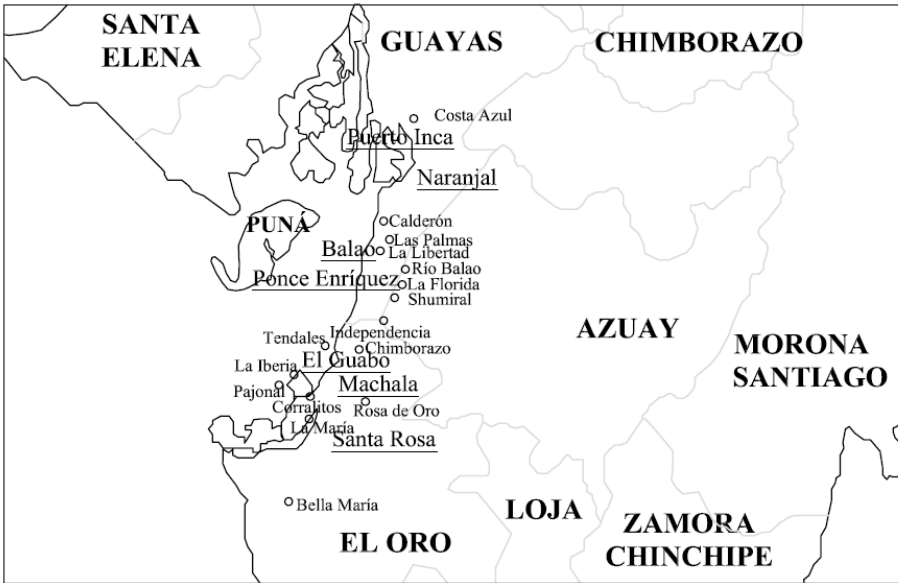 SANTA
ELENA
GUAYAS
CHIMBORAZO
Costa Azul
Puerto Inca
Naranjal
PUNÁ
Calderón
Las Palmas
Balao
La Libertad
Río Balao
Ponce Enríquez
La Florida
Shumiral
AZUAY
Independencia
Tendales
Chimborazo
MORONA
SANTIAGO
La Iberia
El Guabo
Pajonal
Machala
Corralitos
Rosa de Oro
La María
Santa Rosa
Bella María
LOJA
EL ORO
ZAMORA
CHINCHIPE